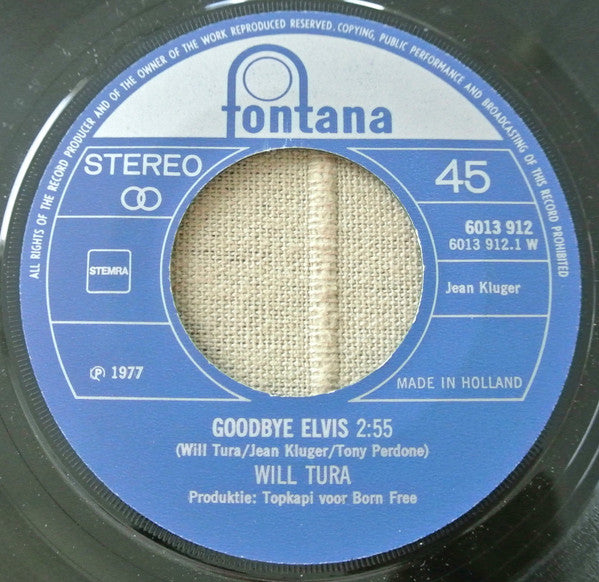 ALL RIGHTS OF THE RECORD PRODUCER AND OF THE OWNER OF THE WORK REPRODUCED RESERVED. COPYING, PUBLIC PERFORMANCE AND BROADCASTING OF THIS RECORD PROHIBITED
fontana
STEREO
45
6013 912
6013 912.1 W
STEMRA
Jean Kluger
℗ 1977
MADE IN HOLLAND
GOODBYE ELVIS 2:55
(Will Tura/Jean Kluger/Tony Perdone)
WILL TURA
Produktie: Topkapi voor Born Free